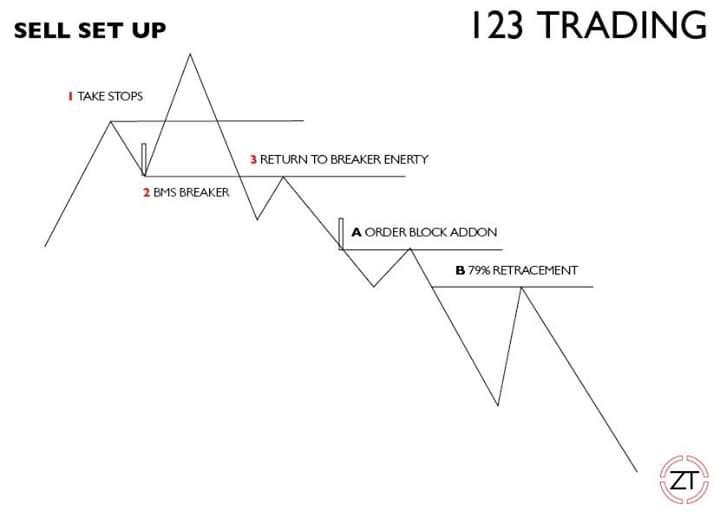 SELL SET UP
123 TRADING
1 TAKE STOPS
3 RETURN TO BREAKER ENERTY
2 BMS BREAKER
A ORDER BLOCK ADDON
B 79% RETRACEMENT
ZT